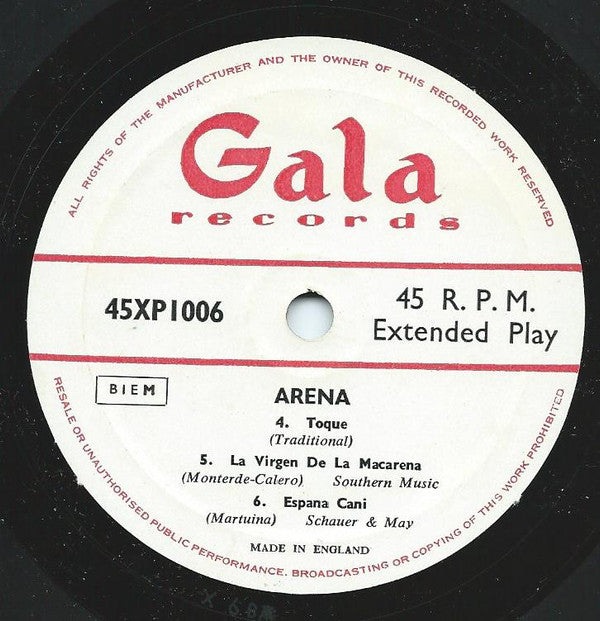 ALL RIGHTS OF THE MANUFACTURER AND THE OWNER OF THIS RECORDED WORK RESERVED
Gala
records
45XP1006
45 R. P. M.
Extended Play
BIEM
ARENA
4. Toque
(Traditional)
5. La Virgen De La Macarena
(Monterde-Calero) Southern Music
6. Espana Cani
(Martuina) Schauer & May
MADE IN ENGLAND
RESALE OR UNAUTHORISED PUBLIC PERFORMANCE. BROADCASTING OR COPYING OF THIS WORK PROHIBITED